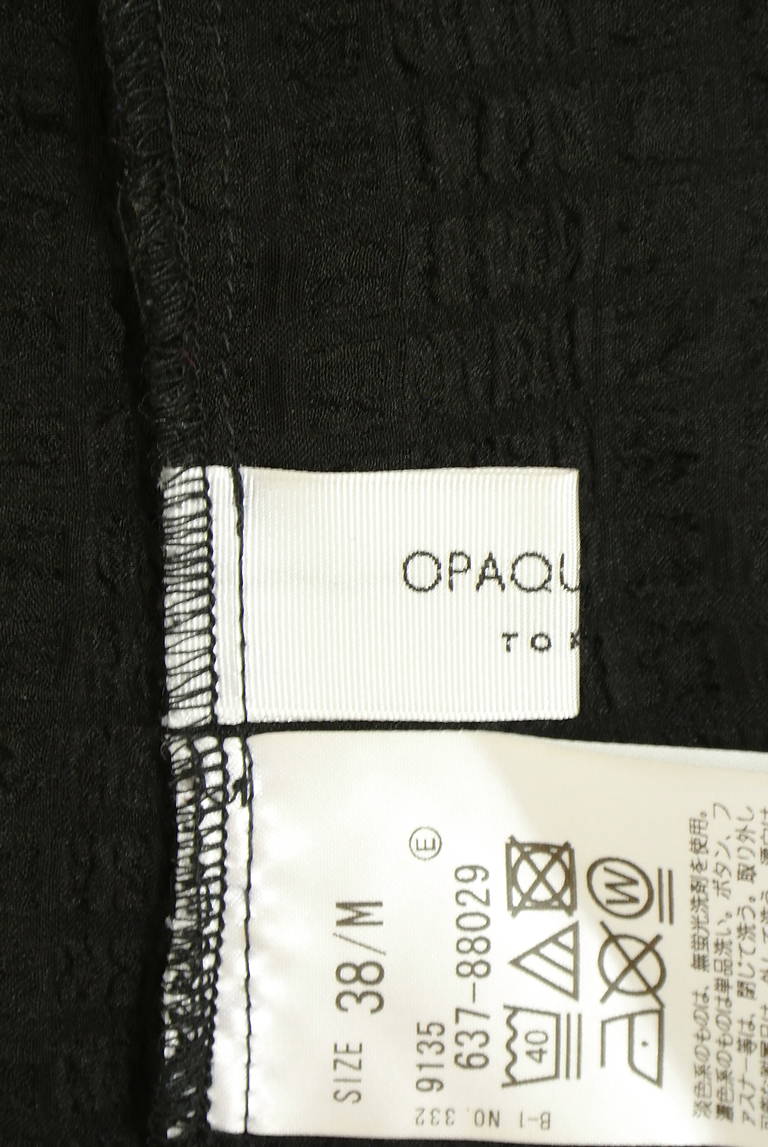 OPAQU
TOK
SIZE 38/M
Ⓔ
9135
637-88029
40
W
淡色系のものは、無蛍光洗剤を使用。
濃色系のものは単品洗い。ボタン、フ
アスナー等は、閉じて洗う。取り外し
B-1 NO.332